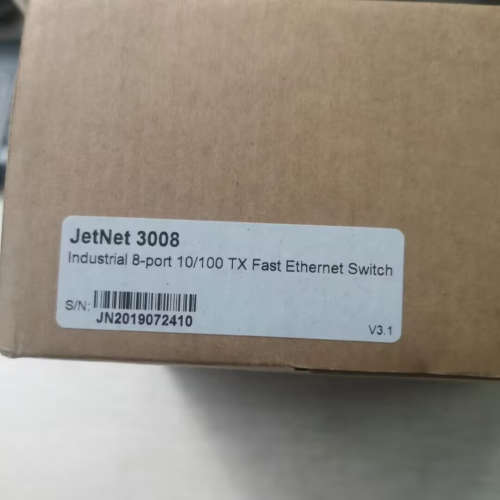 JetNet 3008
Industrial 8-port 10/100 TX Fast Ethernet Switch
S/N:
JN2019072410
V3.1